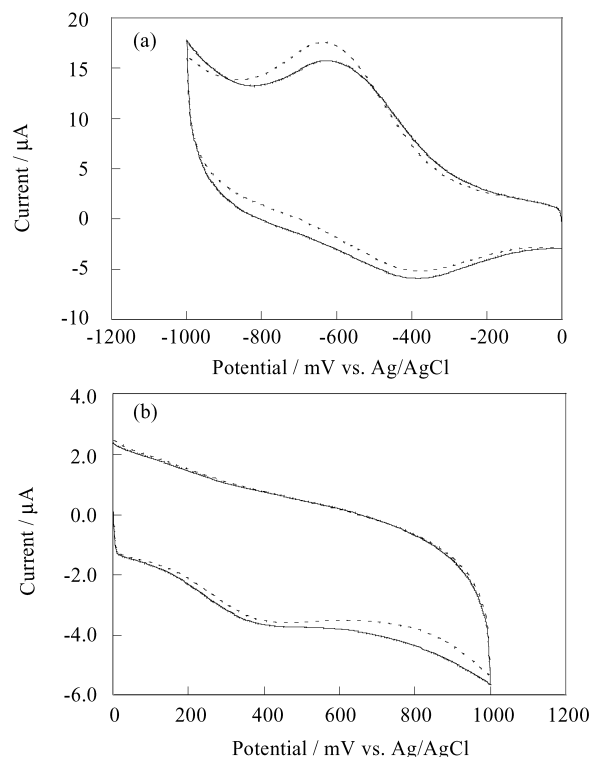 20
(a)
15
10
5
0
-5
-10
Current / µA
-1200 -1000 -800 -600 -400 -200 0
Potential / mV vs. Ag/AgCl
4.0
(b)
2.0
0.0
-2.0
-4.0
-6.0
Current / µA
0 200 400 600 800 1000 1200
Potential / mV vs. Ag/AgCl